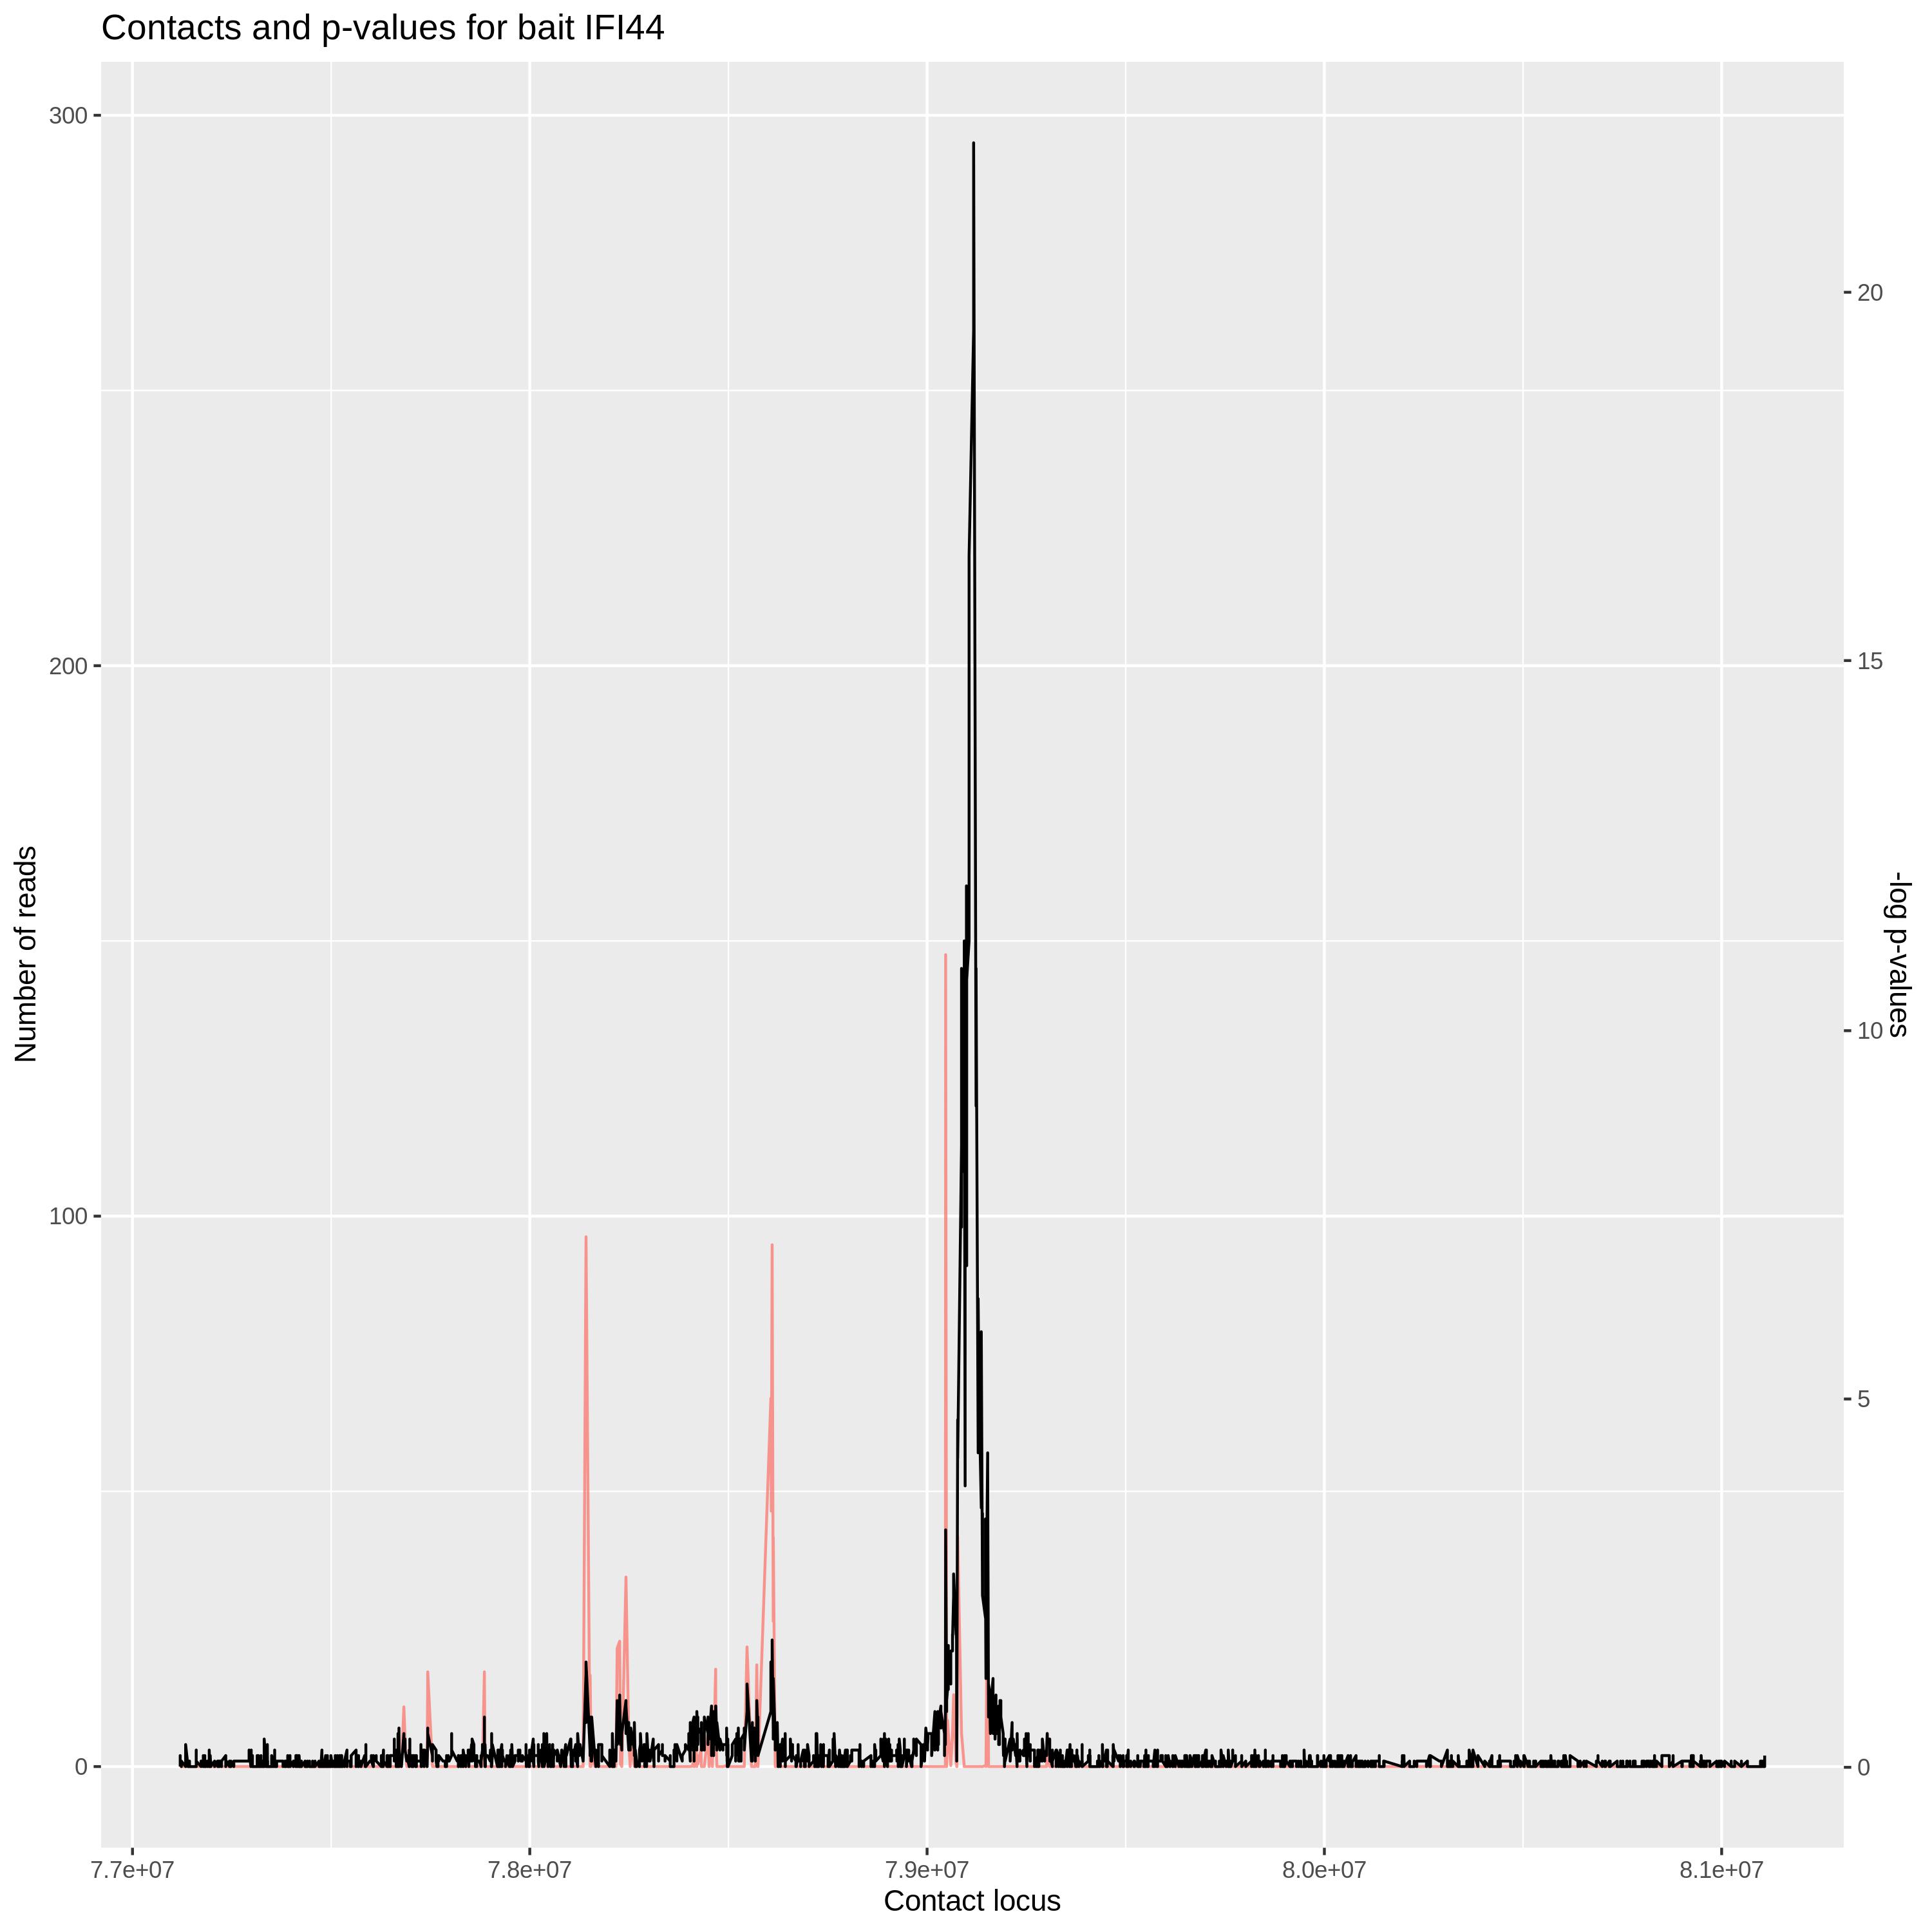 Contacts and p-values for bait IFI44
300
200
100
0
Number of reads
20
15
10
5
0
-log p-values
7.7e+07 7.8e+07 7.9e+07 8.0e+07 8.1e+07
Contact locus